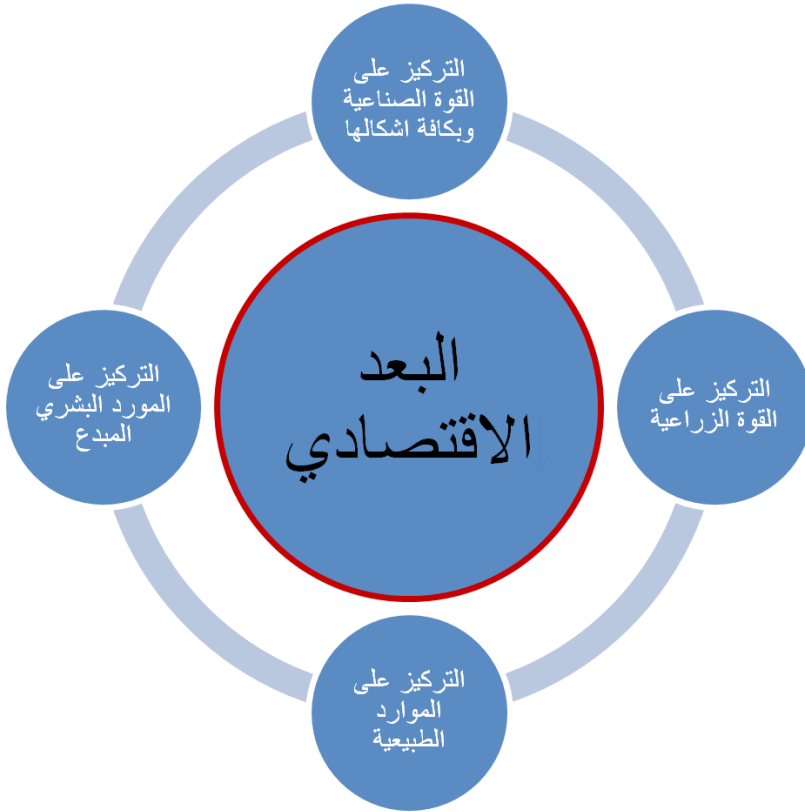 التركيز على
القوة الصناعية
وبكافة اشكالها
البعد
الاقتصادي
التركيز على
القوة الزراعية
التركيز على
الموارد
الطبيعية
التركيز على
المورد البشري
المبدع